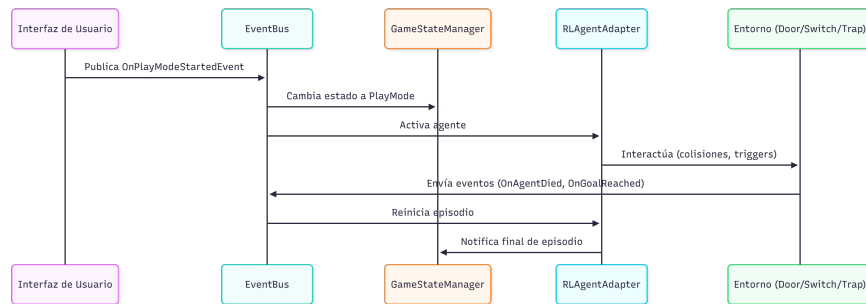 Interfaz de Usuario
EventBus
GameStateManager
RLAgentAdapter
Entorno (Door/Switch/Trap)
Publica OnPlayModeStartedEvent
Cambia estado a PlayMode
Activa agente
Interactúa (colisiones, triggers)
Envía eventos (OnAgentDied, OnGoalReached)
Reinicia episodio
Notifica final de episodio
Interfaz de Usuario
EventBus
GameStateManager
RLAgentAdapter
Entorno (Door/Switch/Trap)